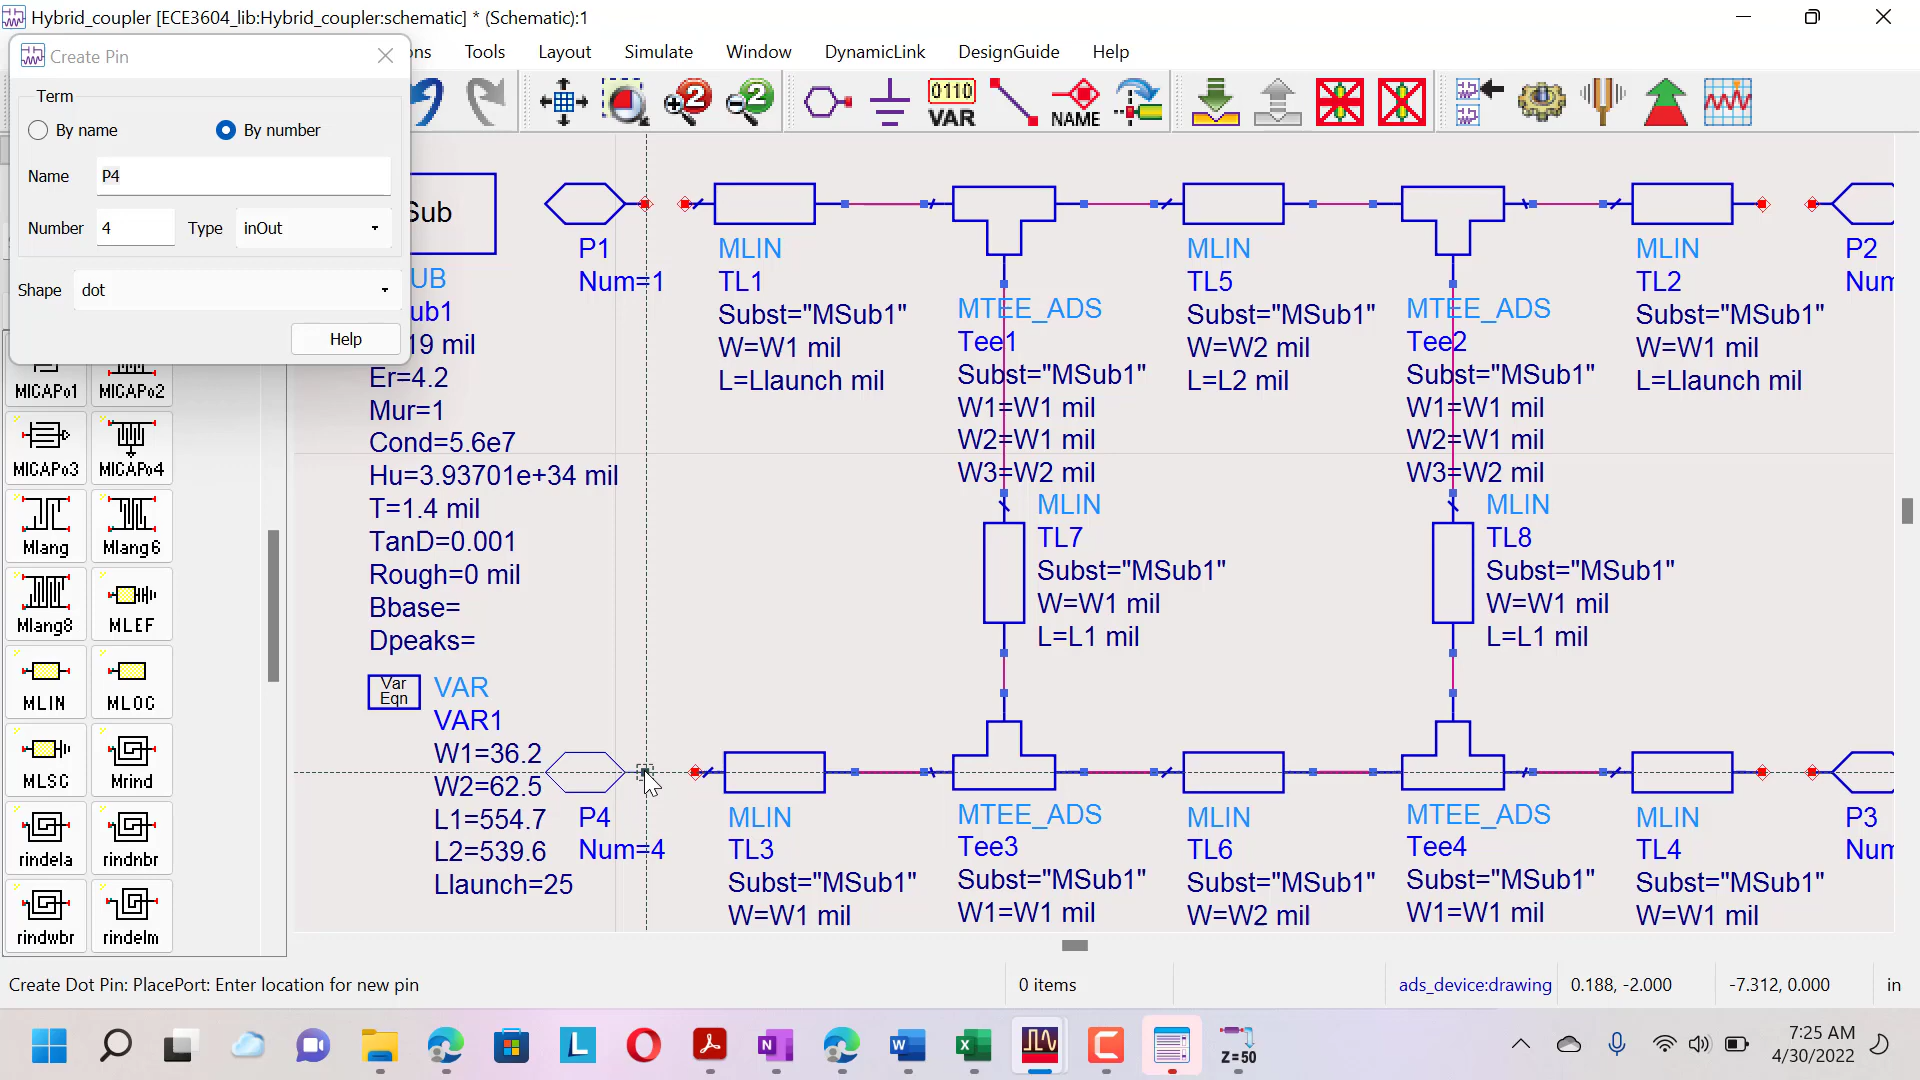 Hybrid_coupler [ECE3604_lib:Hybrid_coupler:schematic] * (Schematic):1
Create Pin
Tools
Layout
Simulate
Window
DynamicLink
DesignGuide
Help
Term
By name
By number
Name
P4
Number
4
Type
inOut
Shape
dot
Help
2
2
0110
VAR
NAME
MICAPo1
MICAPo2
MICAPo3
MICAPo4
Mlang
Mlang6
Mlang8
MLEF
MLIN
MLOC
MLSC
Mrind
rindela
rindnbr
rindwbr
rindelm
Sub
UB
ub1
19 mil
Er=4.2
Mur=1
Cond=5.6e7
Hu=3.93701e+34 mil
T=1.4 mil
TanD=0.001
Rough=0 mil
Bbase=
Dpeaks=
Var
Eqn
VAR
VAR1
W1=36.2
W2=62.5
L1=554.7
L2=539.6
Llaunch=25
P1
Num=1
MLIN
TL1
Subst="MSub1"
W=W1 mil
L=Llaunch mil
MTEE_ADS
Tee1
Subst="MSub1"
W1=W1 mil
W2=W1 mil
W3=W2 mil
MLIN
TL5
Subst="MSub1"
W=W2 mil
L=L2 mil
MTEE_ADS
Tee2
Subst="MSub1"
W1=W1 mil
W2=W1 mil
W3=W2 mil
MLIN
TL2
Subst="MSub1"
W=W1 mil
L=Llaunch mil
P2
Num
MLIN
TL7
Subst="MSub1"
W=W1 mil
L=L1 mil
MLIN
TL8
Subst="MSub1"
W=W1 mil
L=L1 mil
P4
Num=4
MLIN
TL3
Subst="MSub1"
W=W1 mil
MTEE_ADS
Tee3
Subst="MSub1"
W1=W1 mil
MLIN
TL6
Subst="MSub1"
W=W2 mil
MTEE_ADS
Tee4
Subst="MSub1"
W1=W1 mil
MLIN
TL4
Subst="MSub1"
W=W1 mil
P3
Num
Create Dot Pin: PlacePort: Enter location for new pin
0 items
ads_device:drawing
0.188, -2.000
-7.312, 0.000
in
Z=50
7:25 AM
4/30/2022